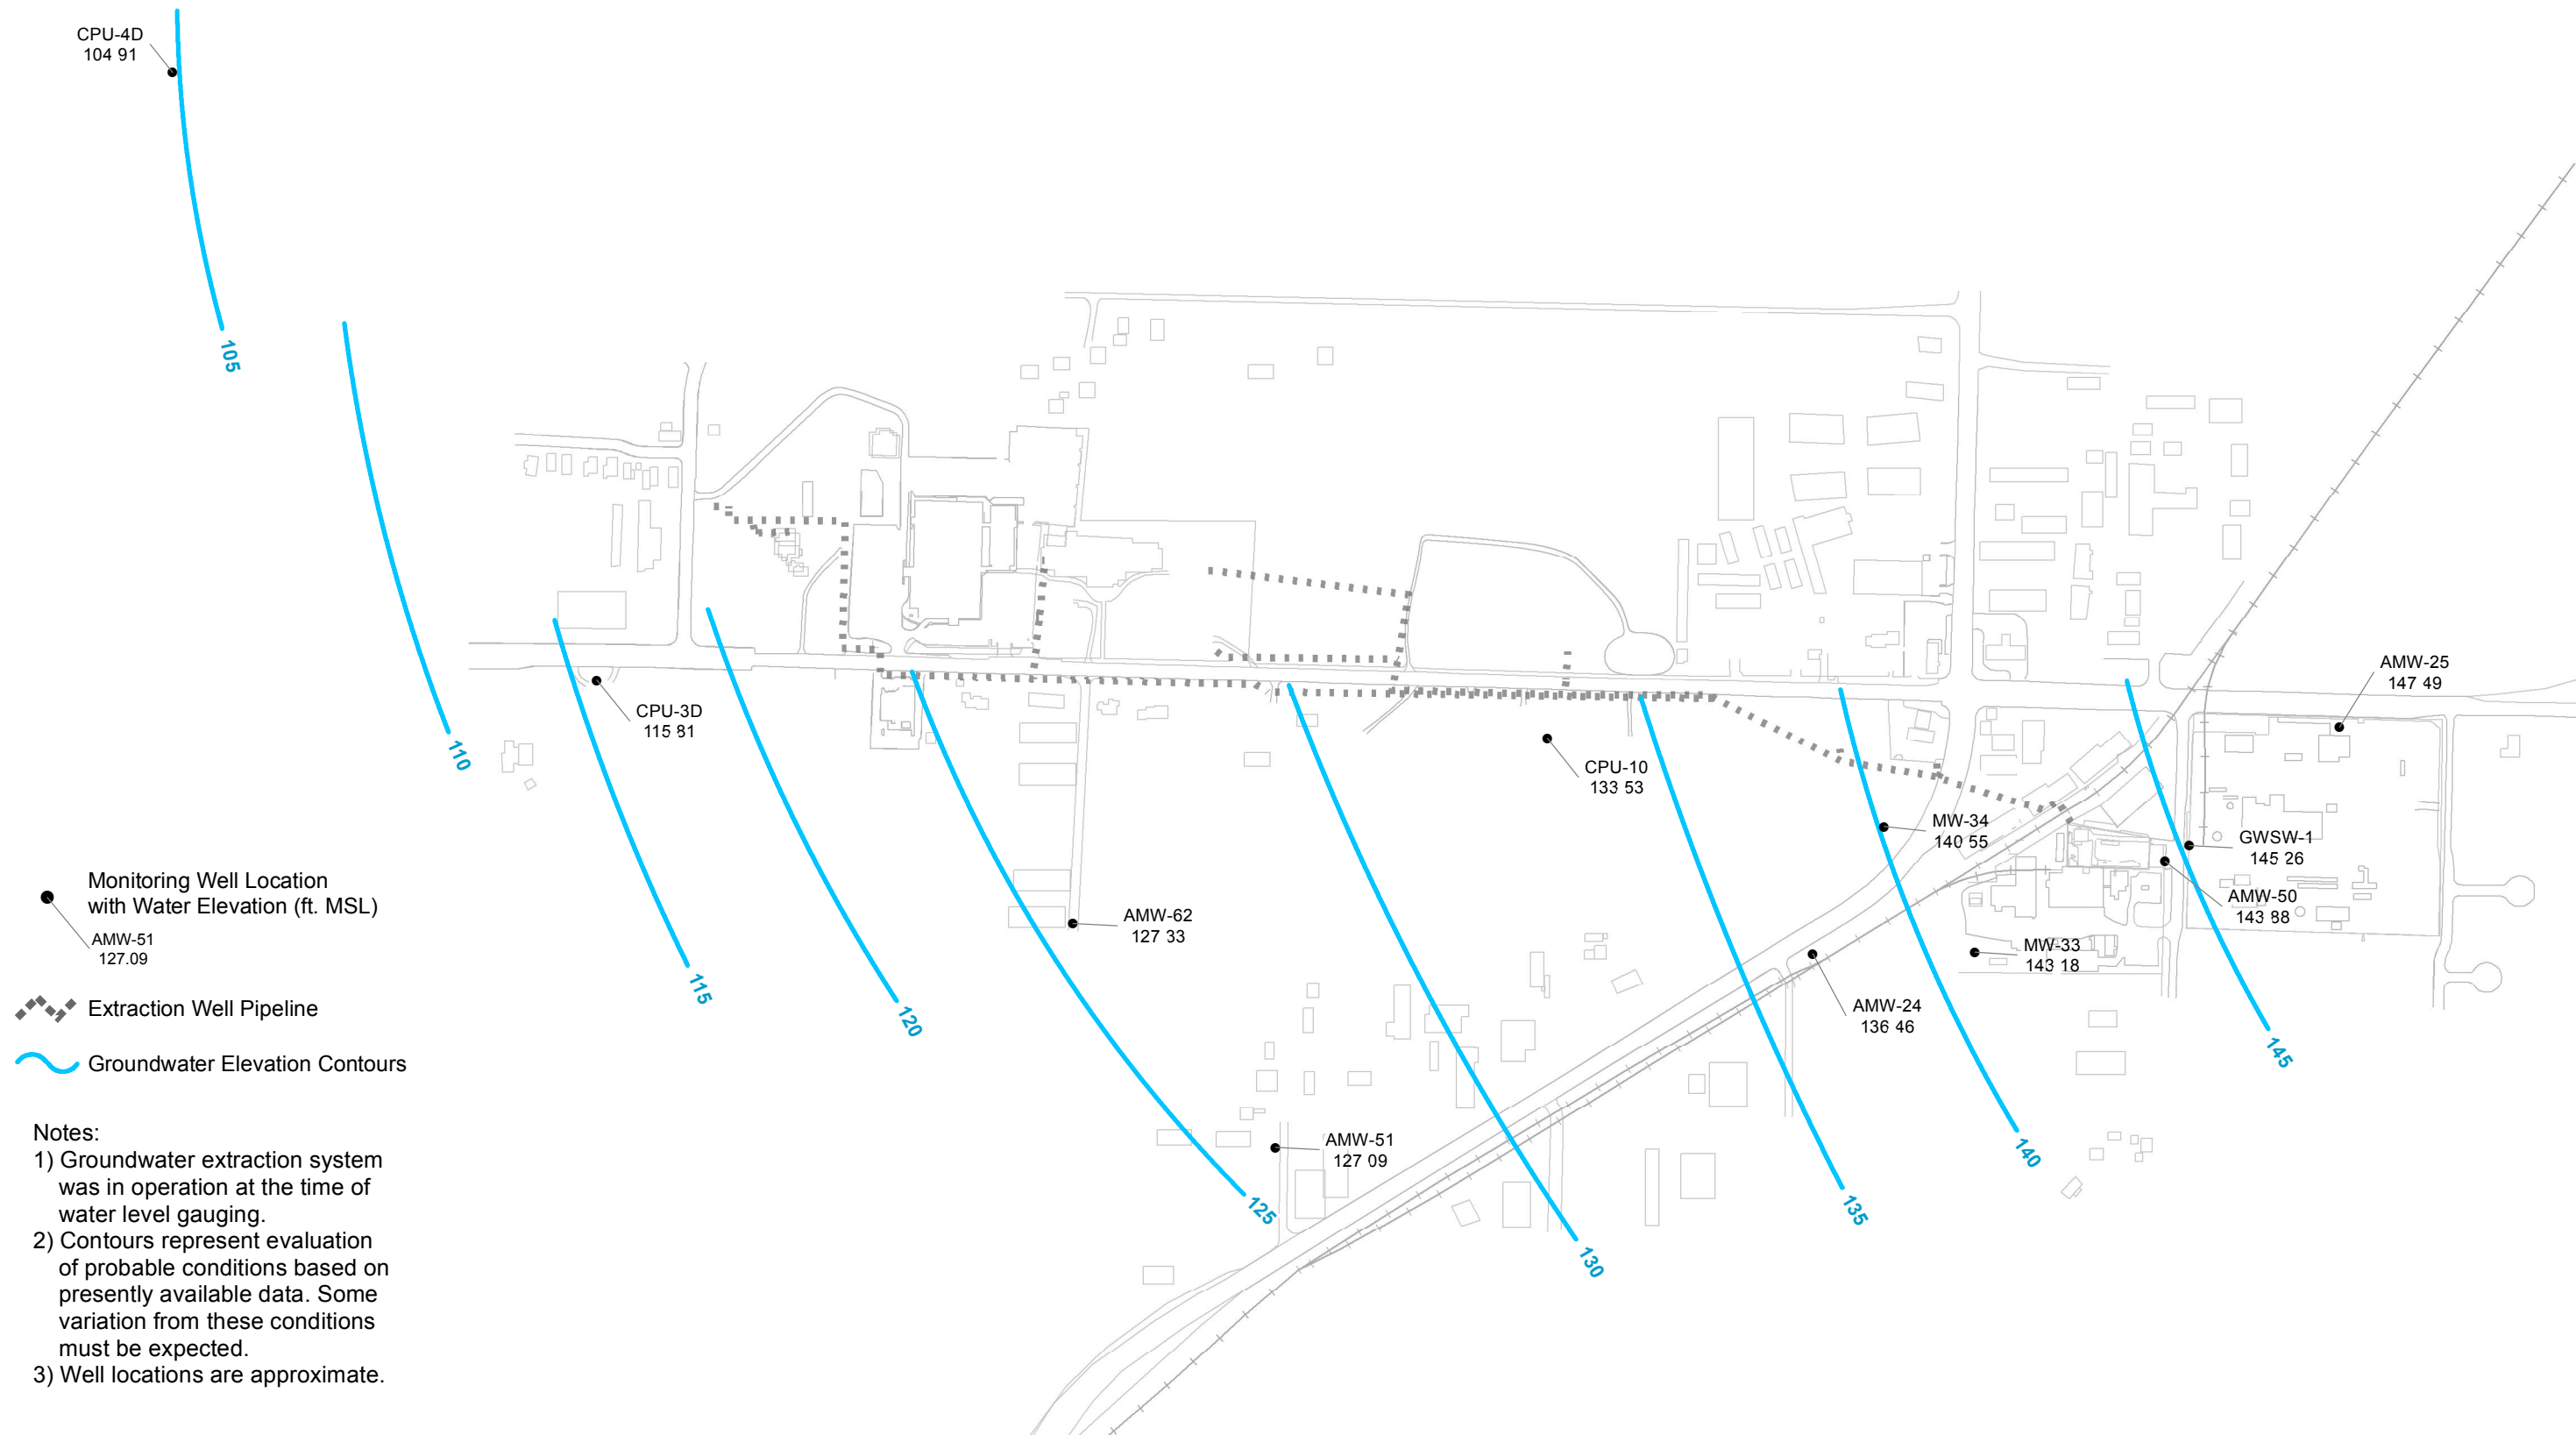 CPU-4D
104 91
105
110
115
120
125
130
135
140
145
CPU-3D
115 81
AMW-62
127 33
AMW-51
127 09
CPU-10
133 53
MW-34
140 55
AMW-24
136 46
MW-33
143 18
AMW-25
147 49
GWSW-1
145 26
AMW-50
143 88
Monitoring Well Location
with Water Elevation (ft. MSL)
AMW-51
127.09
Extraction Well Pipeline
Groundwater Elevation Contours
Notes:
1) Groundwater extraction system
was in operation at the time of
water level gauging.
2) Contours represent evaluation
of probable conditions based on
presently available data. Some
variation from these conditions
must be expected.
3) Well locations are approximate.